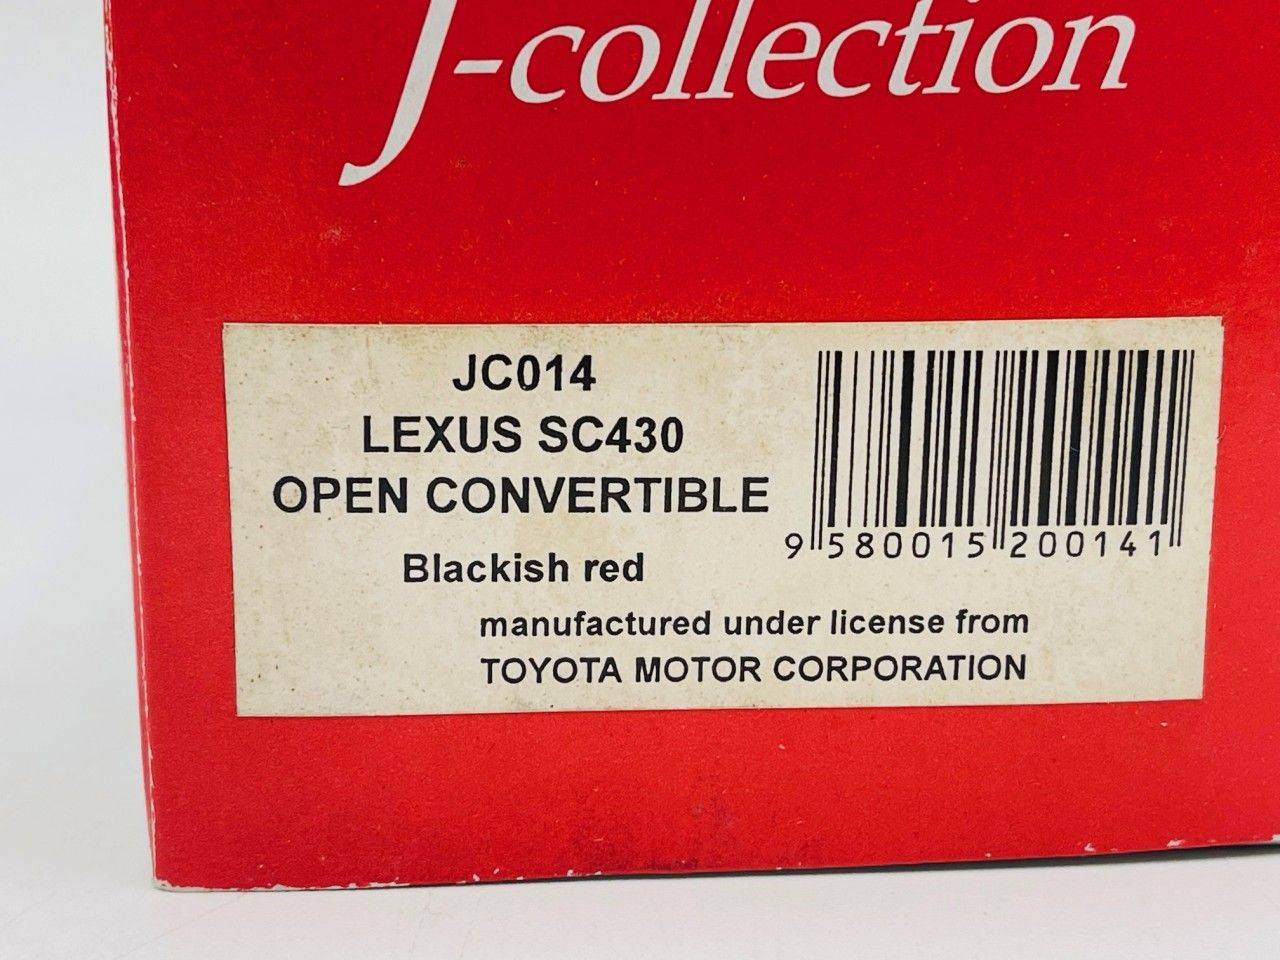 J-collection
JC014
LEXUS SC430
OPEN CONVERTIBLE
Blackish red
9 580015 200141
manufactured under license from
TOYOTA MOTOR CORPORATION